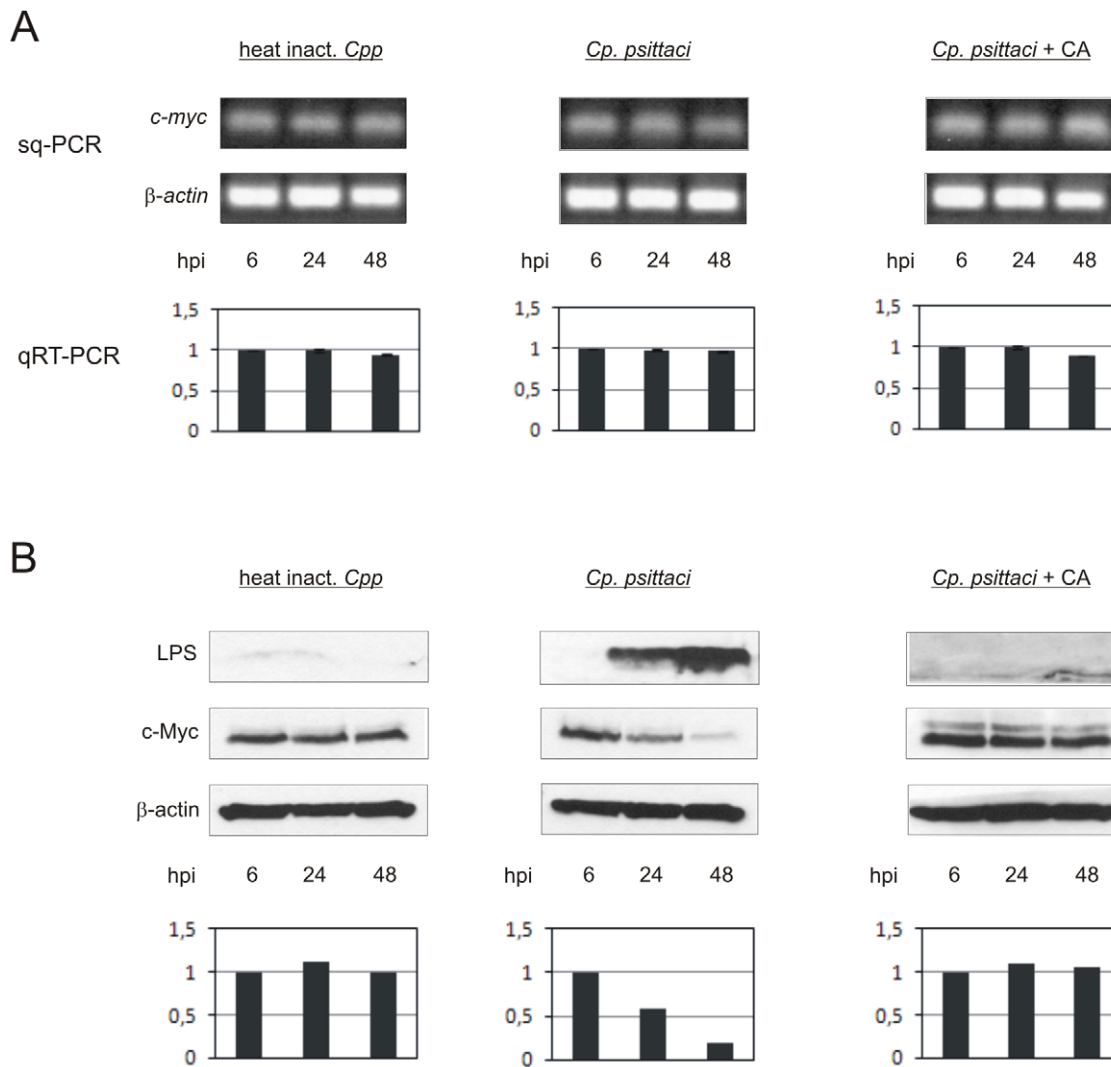 A
heat inact. Cpp
Cp. psittaci
Cp. psittaci + CA
sq-PCR
c-myc
β-actin
hpi 6 24 48
hpi 6 24 48
hpi 6 24 48
qRT-PCR
1,5
1
0,5
0
1,5
1
0,5
0
1,5
1
0,5
0
B
heat inact. Cpp
Cp. psittaci
Cp. psittaci + CA
LPS
c-Myc
β-actin
hpi 6 24 48
hpi 6 24 48
hpi 6 24 48
1,5
1
0,5
0
1,5
1
0,5
0
1,5
1
0,5
0